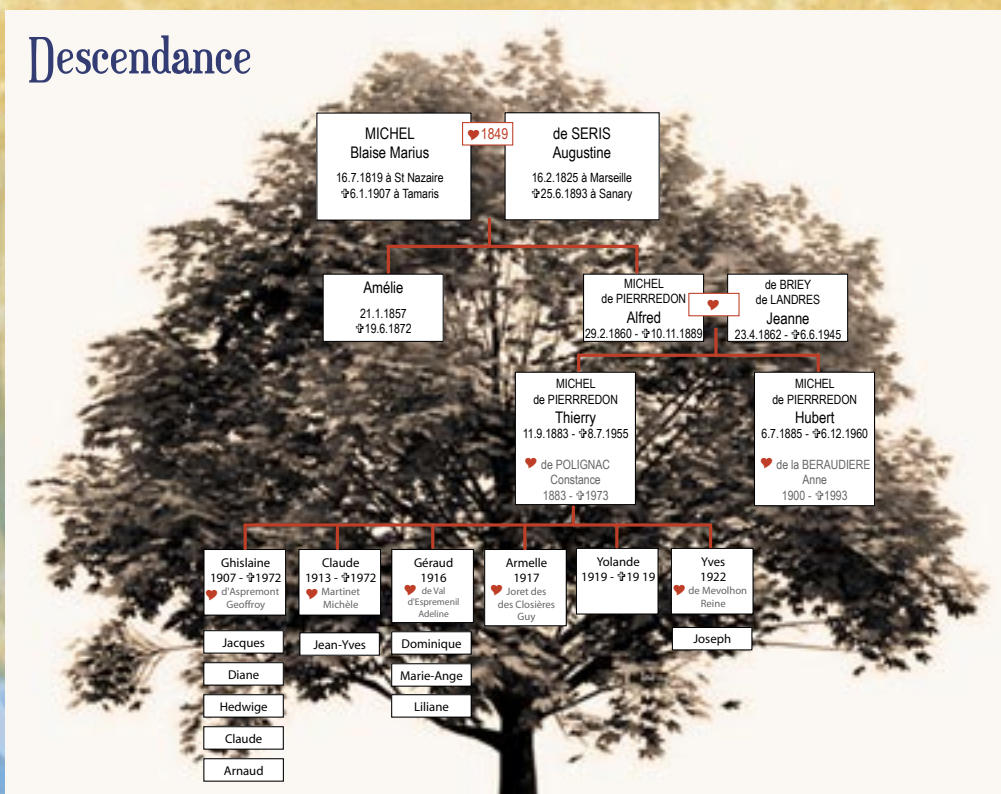 Descendance
MICHEL
Blaise Marius
16.7.1819 à St Nazaire
✞6.1.1907 à Tamaris
♥1849
de SERIS
Augustine
16.2.1825 à Marseille
✞25.6.1893 à Sanary
Amélie
21.1.1857
✞19.6.1872
MICHEL
de PIERRREDON
Alfred
29.2.1860 - ✞10.11.1889
♥
de BRIEY
de LANDRES
Jeanne
23.4.1862 - ✞6.6.1945
MICHEL
de PIERRREDON
Thierry
11.9.1883 - ✞8.7.1955
♥ de POLIGNAC
Constance
1883 - ✞1973
MICHEL
de PIERRREDON
Hubert
6.7.1885 - ✞6.12.1960
♥ de la BERAUDIERE
Anne
1900 - ✞1993
Ghislaine
1907 - ✞1972
♥ d'Aspremont
Geoffroy
Jacques
Diane
Hedwige
Claude
Arnaud
Claude
1913 - ✞1972
♥ Martinet
Michèle
Jean-Yves
Géraud
1916
♥ de Val
d'Espremenil
Adeline
Dominique
Marie-Ange
Liliane
Armelle
1917
♥ Joret des
des Closières
Guy
Yolande
1919 - ✞19 19
Yves
1922
♥ de Mevolhon
Reine
Joseph